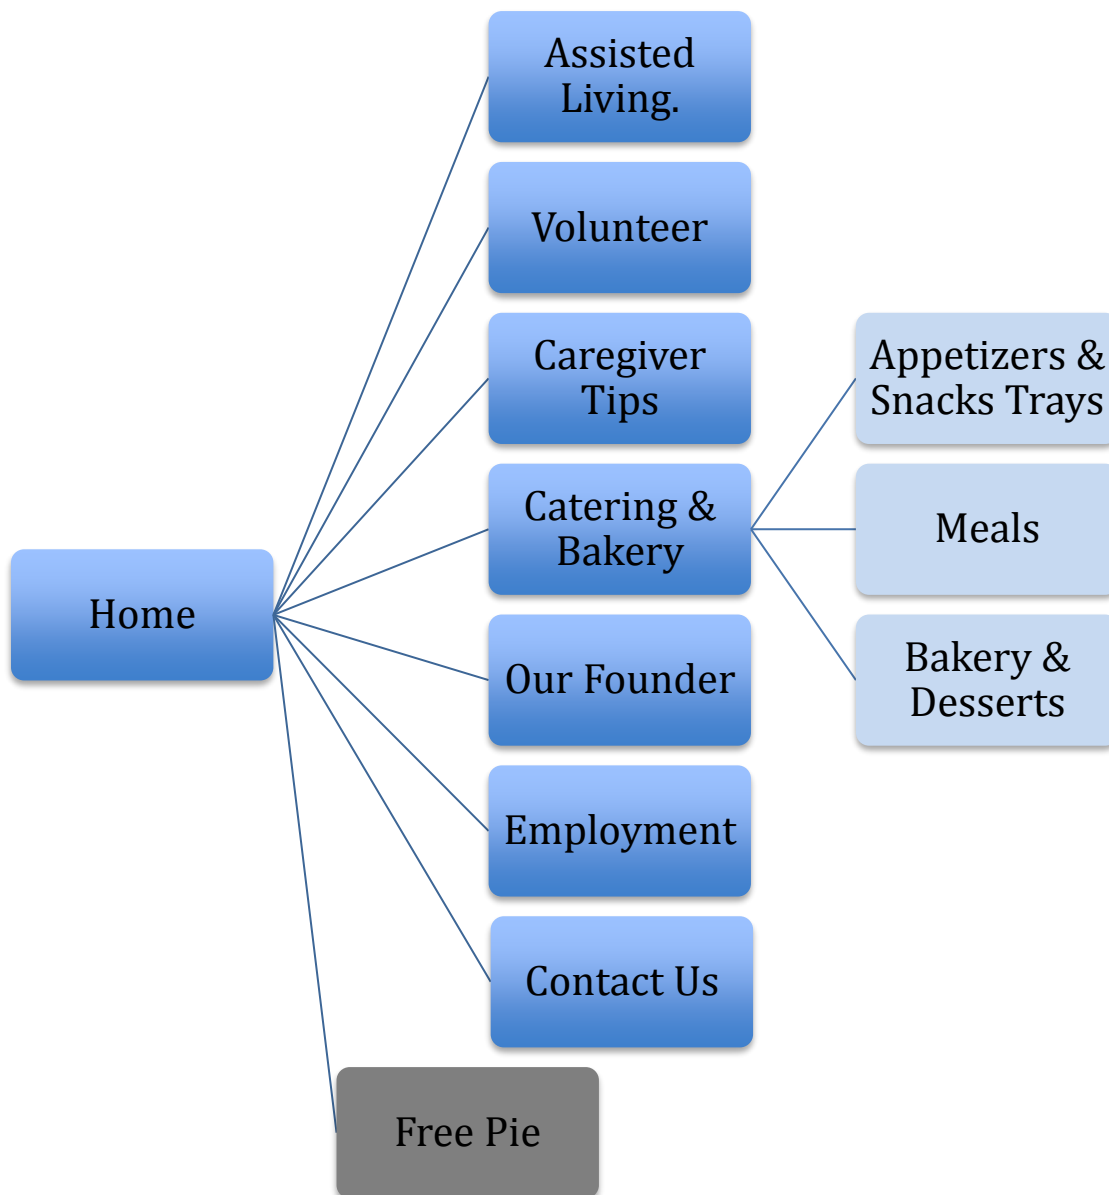 Home
Assisted
Living.
Volunteer
Caregiver
Tips
Catering &
Bakery
Our Founder
Employment
Contact Us
Free Pie
Appetizers &
Snacks Trays
Meals
Bakery &
Desserts